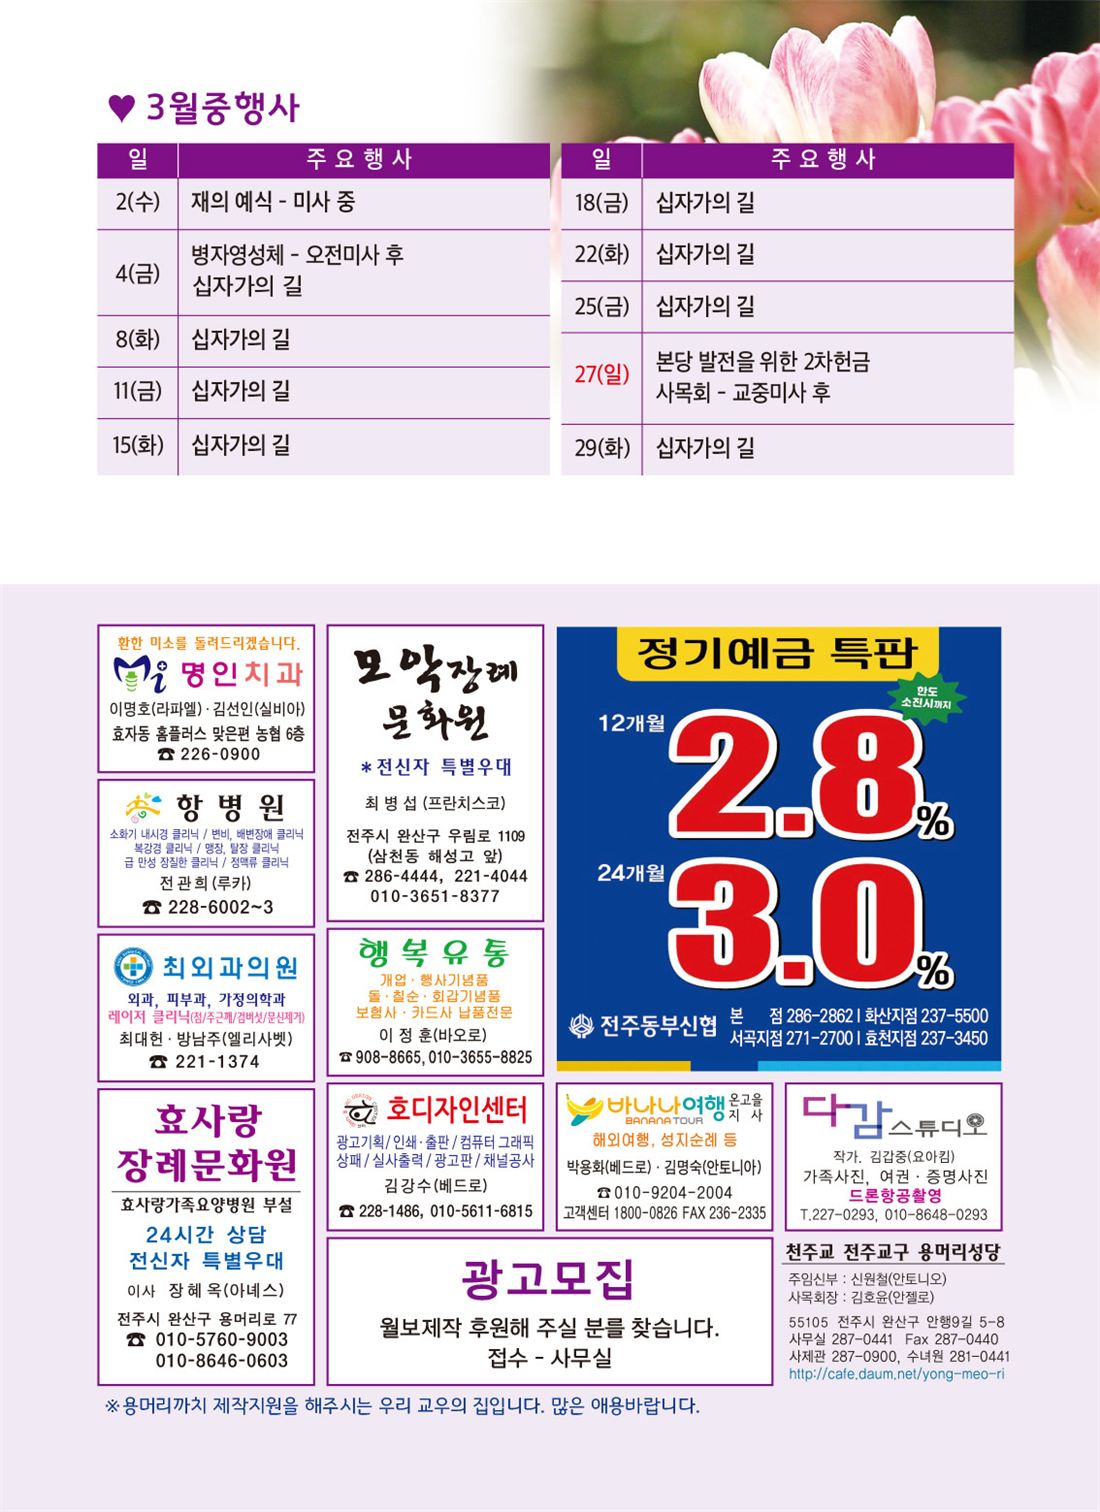 ♥ 3월중행사
일 주요행사
2(수) 재의 예식 - 미사 중
4(금) 병자영성체 - 오전미사 후
십자가의 길
8(화) 십자가의 길
11(금) 십자가의 길
15(화) 십자가의 길
일 주요행사
18(금) 십자가의 길
22(화) 십자가의 길
25(금) 십자가의 길
27(일) 본당 발전을 위한 2차헌금
사목회 - 교중미사 후
29(화) 십자가의 길
환한 미소를 돌려드리겠습니다.
Mi 명인치과
이명호(라파엘)·김선인(실비아)
효자동 홈플러스 맞은편 농협 6층
☎ 226-0900
항병원
소화기 내시경 클리닉 / 변비, 배변장애 클리닉
복강경 클리닉 / 맹장, 탈장 클리닉
급 만성 장질환 클리닉 / 정맥류 클리닉
전관희(루카)
☎ 228-6002~3
최외과의원
외과, 피부과, 가정의학과
레이저 클리닉(점/주근깨/검버섯/문신제거)
최대헌·방남주(엘리사벳)
☎ 221-1374
효사랑
장례문화원
효사랑가족요양병원 부설
24시간 상담
전신자 특별우대
이사 장혜옥(아녜스)
전주시 완산구 용머리로 77
☎ 010-5760-9003
010-8646-0603
모악장례
문화원
*전신자 특별우대
최병섭(프란치스코)
전주시 완산구 우림로 1109
(삼천동 해성고 앞)
☎ 286-4444, 221-4044
010-3651-8377
행복유통
개업·행사기념품
돌·칠순·회갑기념품
보험사·카드사 납품전문
이정훈(바오로)
☎ 908-8665, 010-3655-8825
정기예금 특판
한도
소진시까지
12개월 2.8%
24개월 3.0%
전주동부신협
본 점 286-2862 | 화산지점 237-5500
서곡지점 271-2700 | 효천지점 237-3450
호디자인센터
광고기획/인쇄·출판/컴퓨터 그래픽
상패/실사출력/광고판/채널공사
김강수(베드로)
☎ 228-1486, 010-5611-6815
바나나여행 온고을
지사
BANANA TOUR
해외여행, 성지순례 등
박용화(베드로)·김명숙(안토니아)
☎ 010-9204-2004
고객센터 1800-0826 FAX 236-2335
다감스튜디오
작가. 김갑중(요아킴)
가족사진, 여권·증명사진
드론항공촬영
T.227-0293, 010-8648-0293
광고모집
월보제작 후원해 주실 분를 찾습니다.
접수 - 사무실
천주교 전주교구 용머리성당
주임신부 : 신원철(안토니오)
사목회장 : 김호윤(안젤로)
55105 전주시 완산구 안행9길 5-8
사무실 287-0441 Fax 287-0440
사제관 287-0900, 수녀원 281-0441
http://cafe.daum.net/yong-meo-ri
※용머리까치 제작지원을 해주시는 우리 교우의 집입니다. 많은 애용바랍니다.